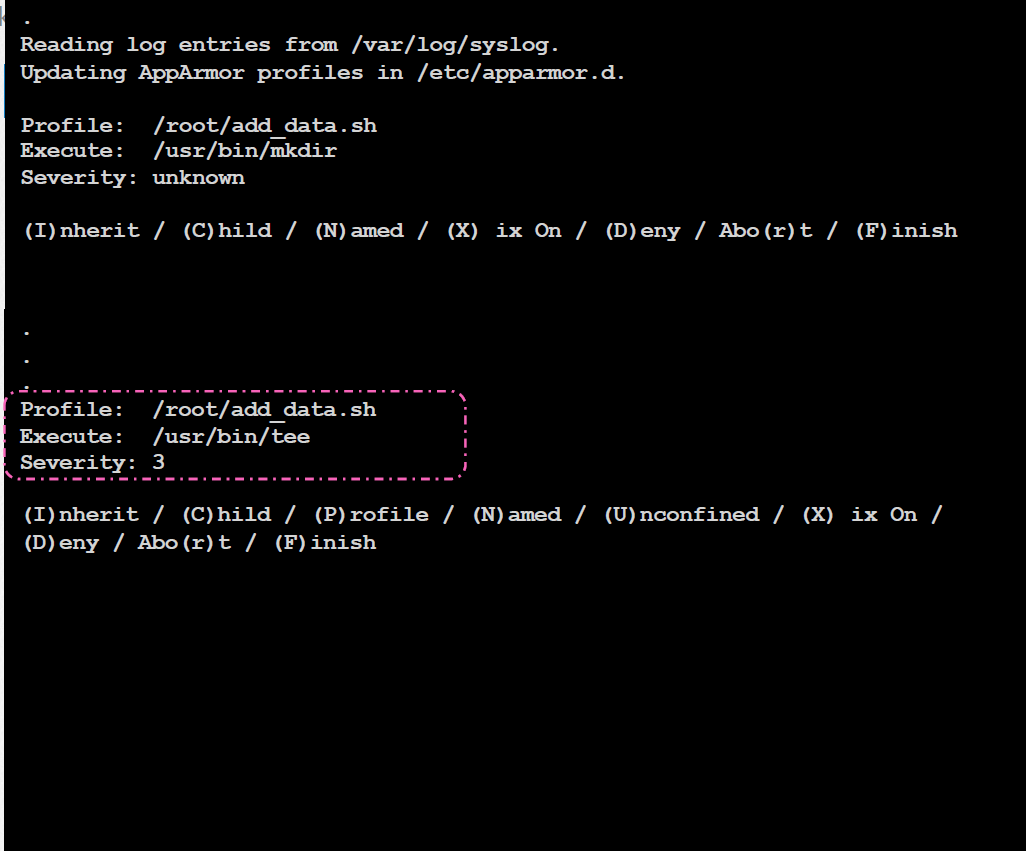 .
Reading log entries from /var/log/syslog.
Updating AppArmor profiles in /etc/apparmor.d.
Profile:  /root/add_data.sh
Execute:  /usr/bin/mkdir
Severity: unknown
(I)nherit / (C)hild / (N)amed / (X) ix On / (D)eny / Abo(r)t / (F)inish
.
.
.
Profile:  /root/add_data.sh
Execute:  /usr/bin/tee
Severity: 3
(I)nherit / (C)hild / (P)rofile / (N)amed / (U)nconfined / (X) ix On /
(D)eny / Abo(r)t / (F)inish